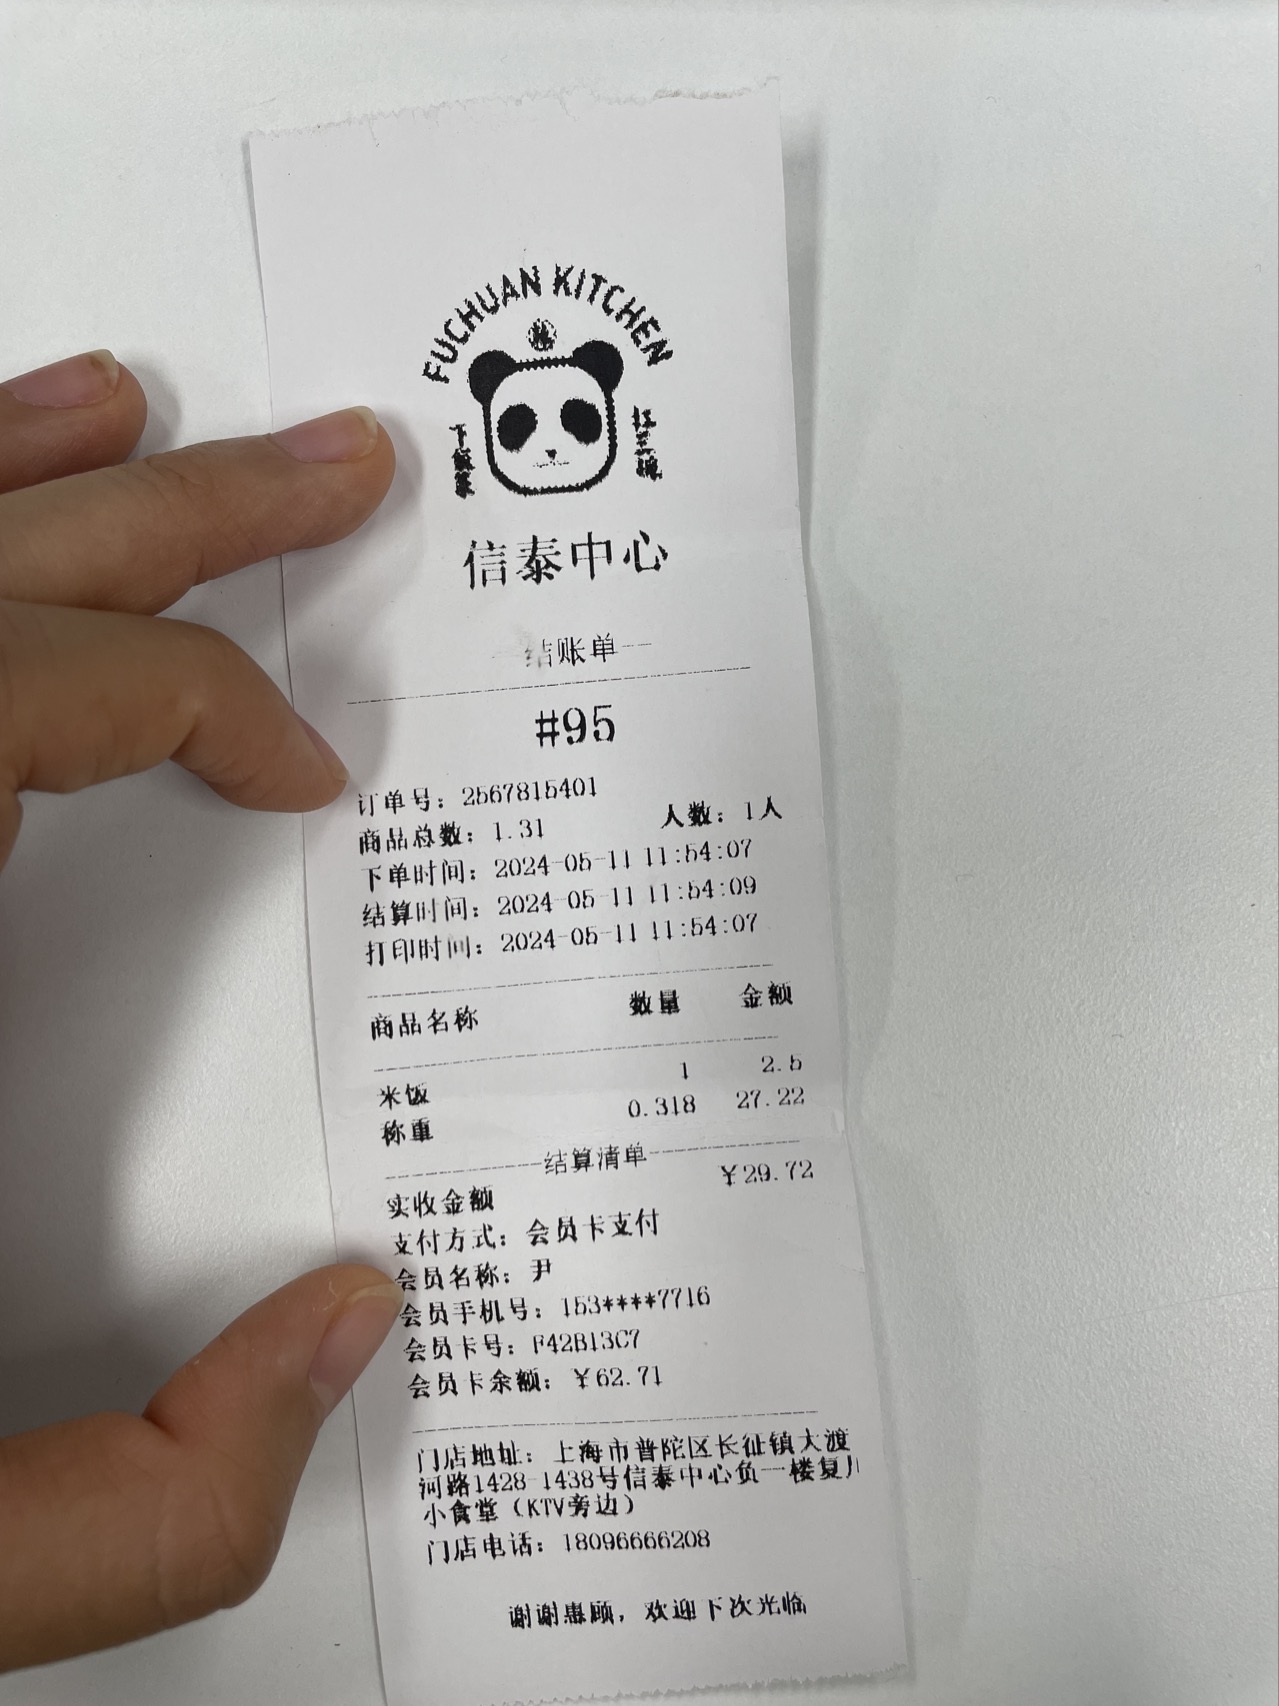 FUCHUAN KITCHEN
下饭菜
扛三碗
信泰中心
结账单
#95
订单号：2567815401
商品总数：1.31 人数：1人
下单时间：2024-05-11 11:54:07
结算时间：2024-05-11 11:54:09
打印时间：2024-05-11 11:54:07
商品名称 数量 金额
米饭 1 2.5
称重 0.318 27.22
结算清单
实收金额 ￥29.72
支付方式：会员卡支付
会员名称：尹
会员手机号：153****7716
会员卡号：F42B13C7
会员卡余额：￥62.71
门店地址：上海市普陀区长征镇大渡
河路1428-1438号信泰中心负一楼复川
小食堂（KTV旁边）
门店电话：18096666208
谢谢惠顾，欢迎下次光临